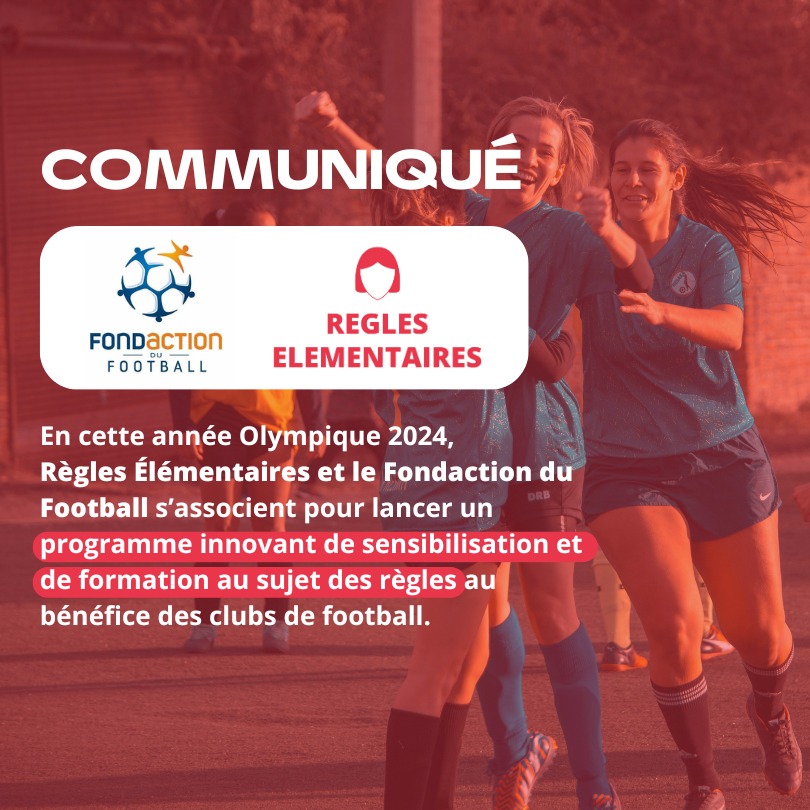 COMMUNIQUÉ
FONDACTION
DU
FOOTBALL
REGLES
ELEMENTAIRES
En cette année Olympique 2024,
Règles Élémentaires et le Fondaction du
Football s’associent pour lancer un
programme innovant de sensibilisation et
de formation au sujet des règles au
bénéfice des clubs de football.
DRB